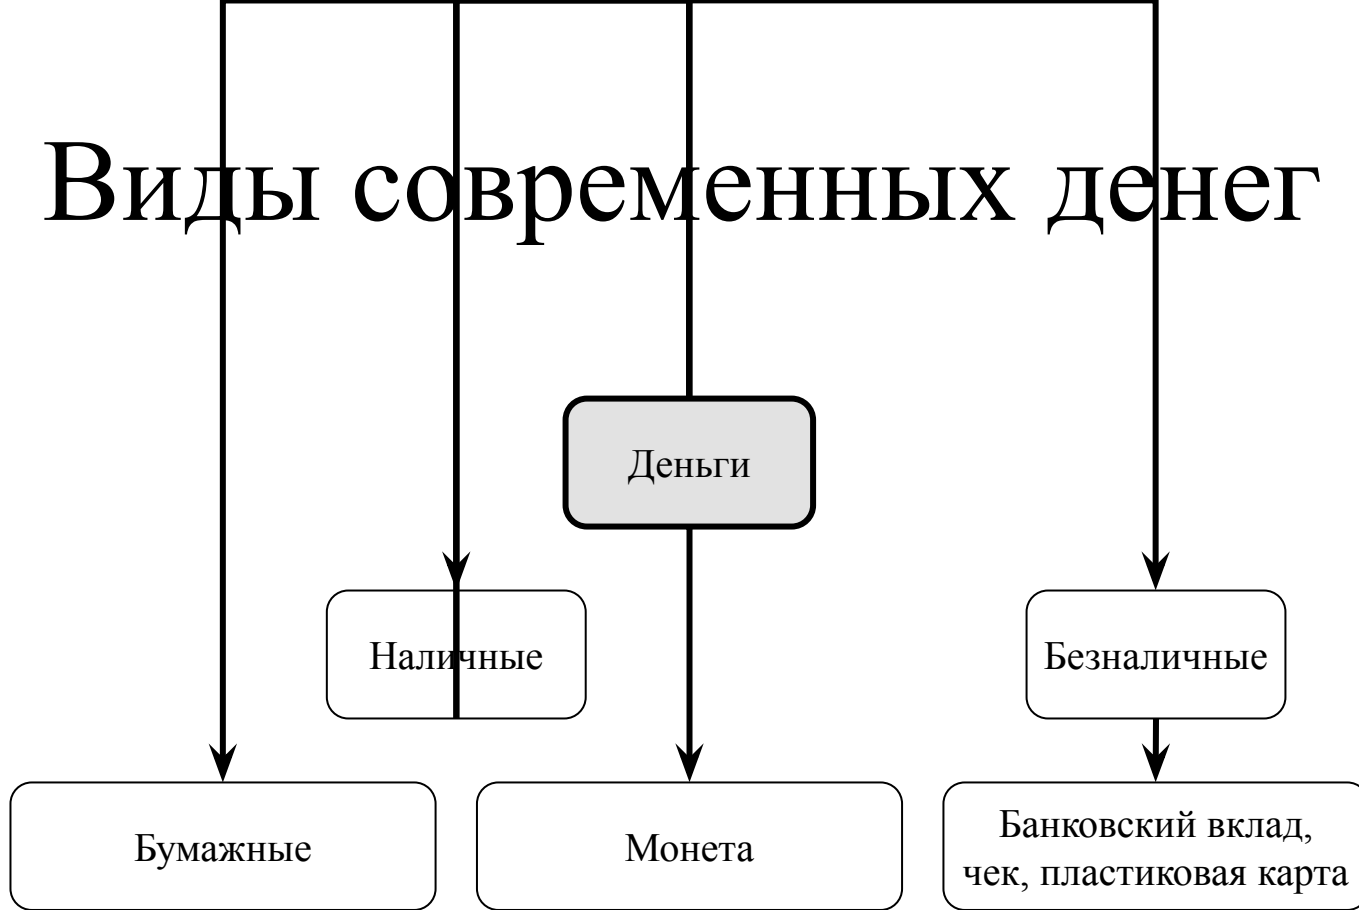 Виды современных денег
Деньги
Наличные
Безналичные
Бумажные
Монета
Банковский вклад,
чек, пластиковая карта